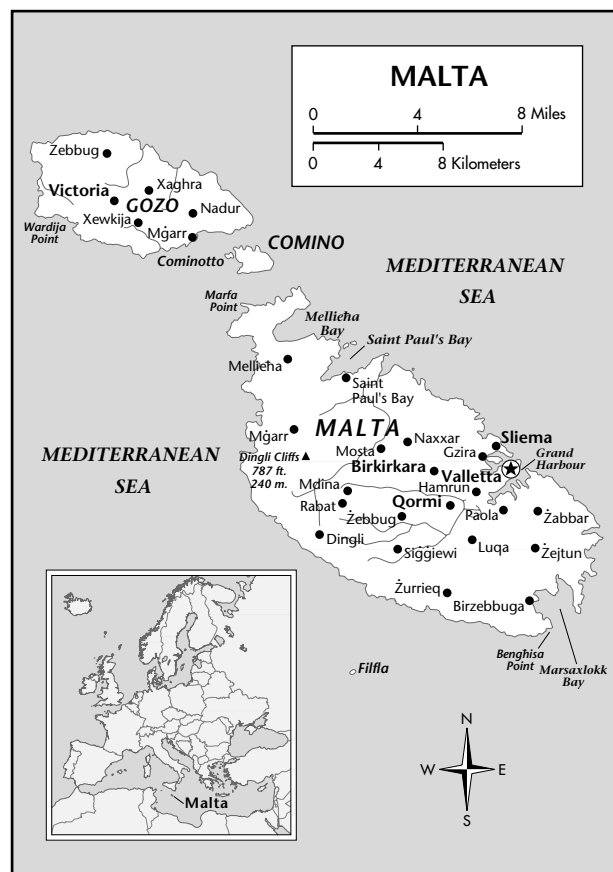 MALTA
0 4 8 Miles
0 4 8 Kilometers
Zebbug
Victoria
Xaghra
GOZO
Nadur
Xewkija
Mġarr
Wardija
Point
Cominotto
COMINO
MEDITERRANEAN
SEA
Marfa
Point
Mellieħa
Bay
Saint Paul's Bay
Mellieħa
Saint
Paul's Bay
MALTA
Mġarr
Naxxar
Sliema
Mosta
Gzira
Grand
Harbour
Dingli Cliffs
787 ft.
240 m.
Birkirkara
Valletta
MEDITERRANEAN
SEA
Mdina
Hamrun
Rabat
Qormi
Żebbug
Paola
Żabbar
Dingli
Siġġiewi
Luqa
Żejtun
Żurrieq
Birzebbuga
Benghisa
Point
Marsaxlokk
Bay
Filfla
N
W E
S
Malta